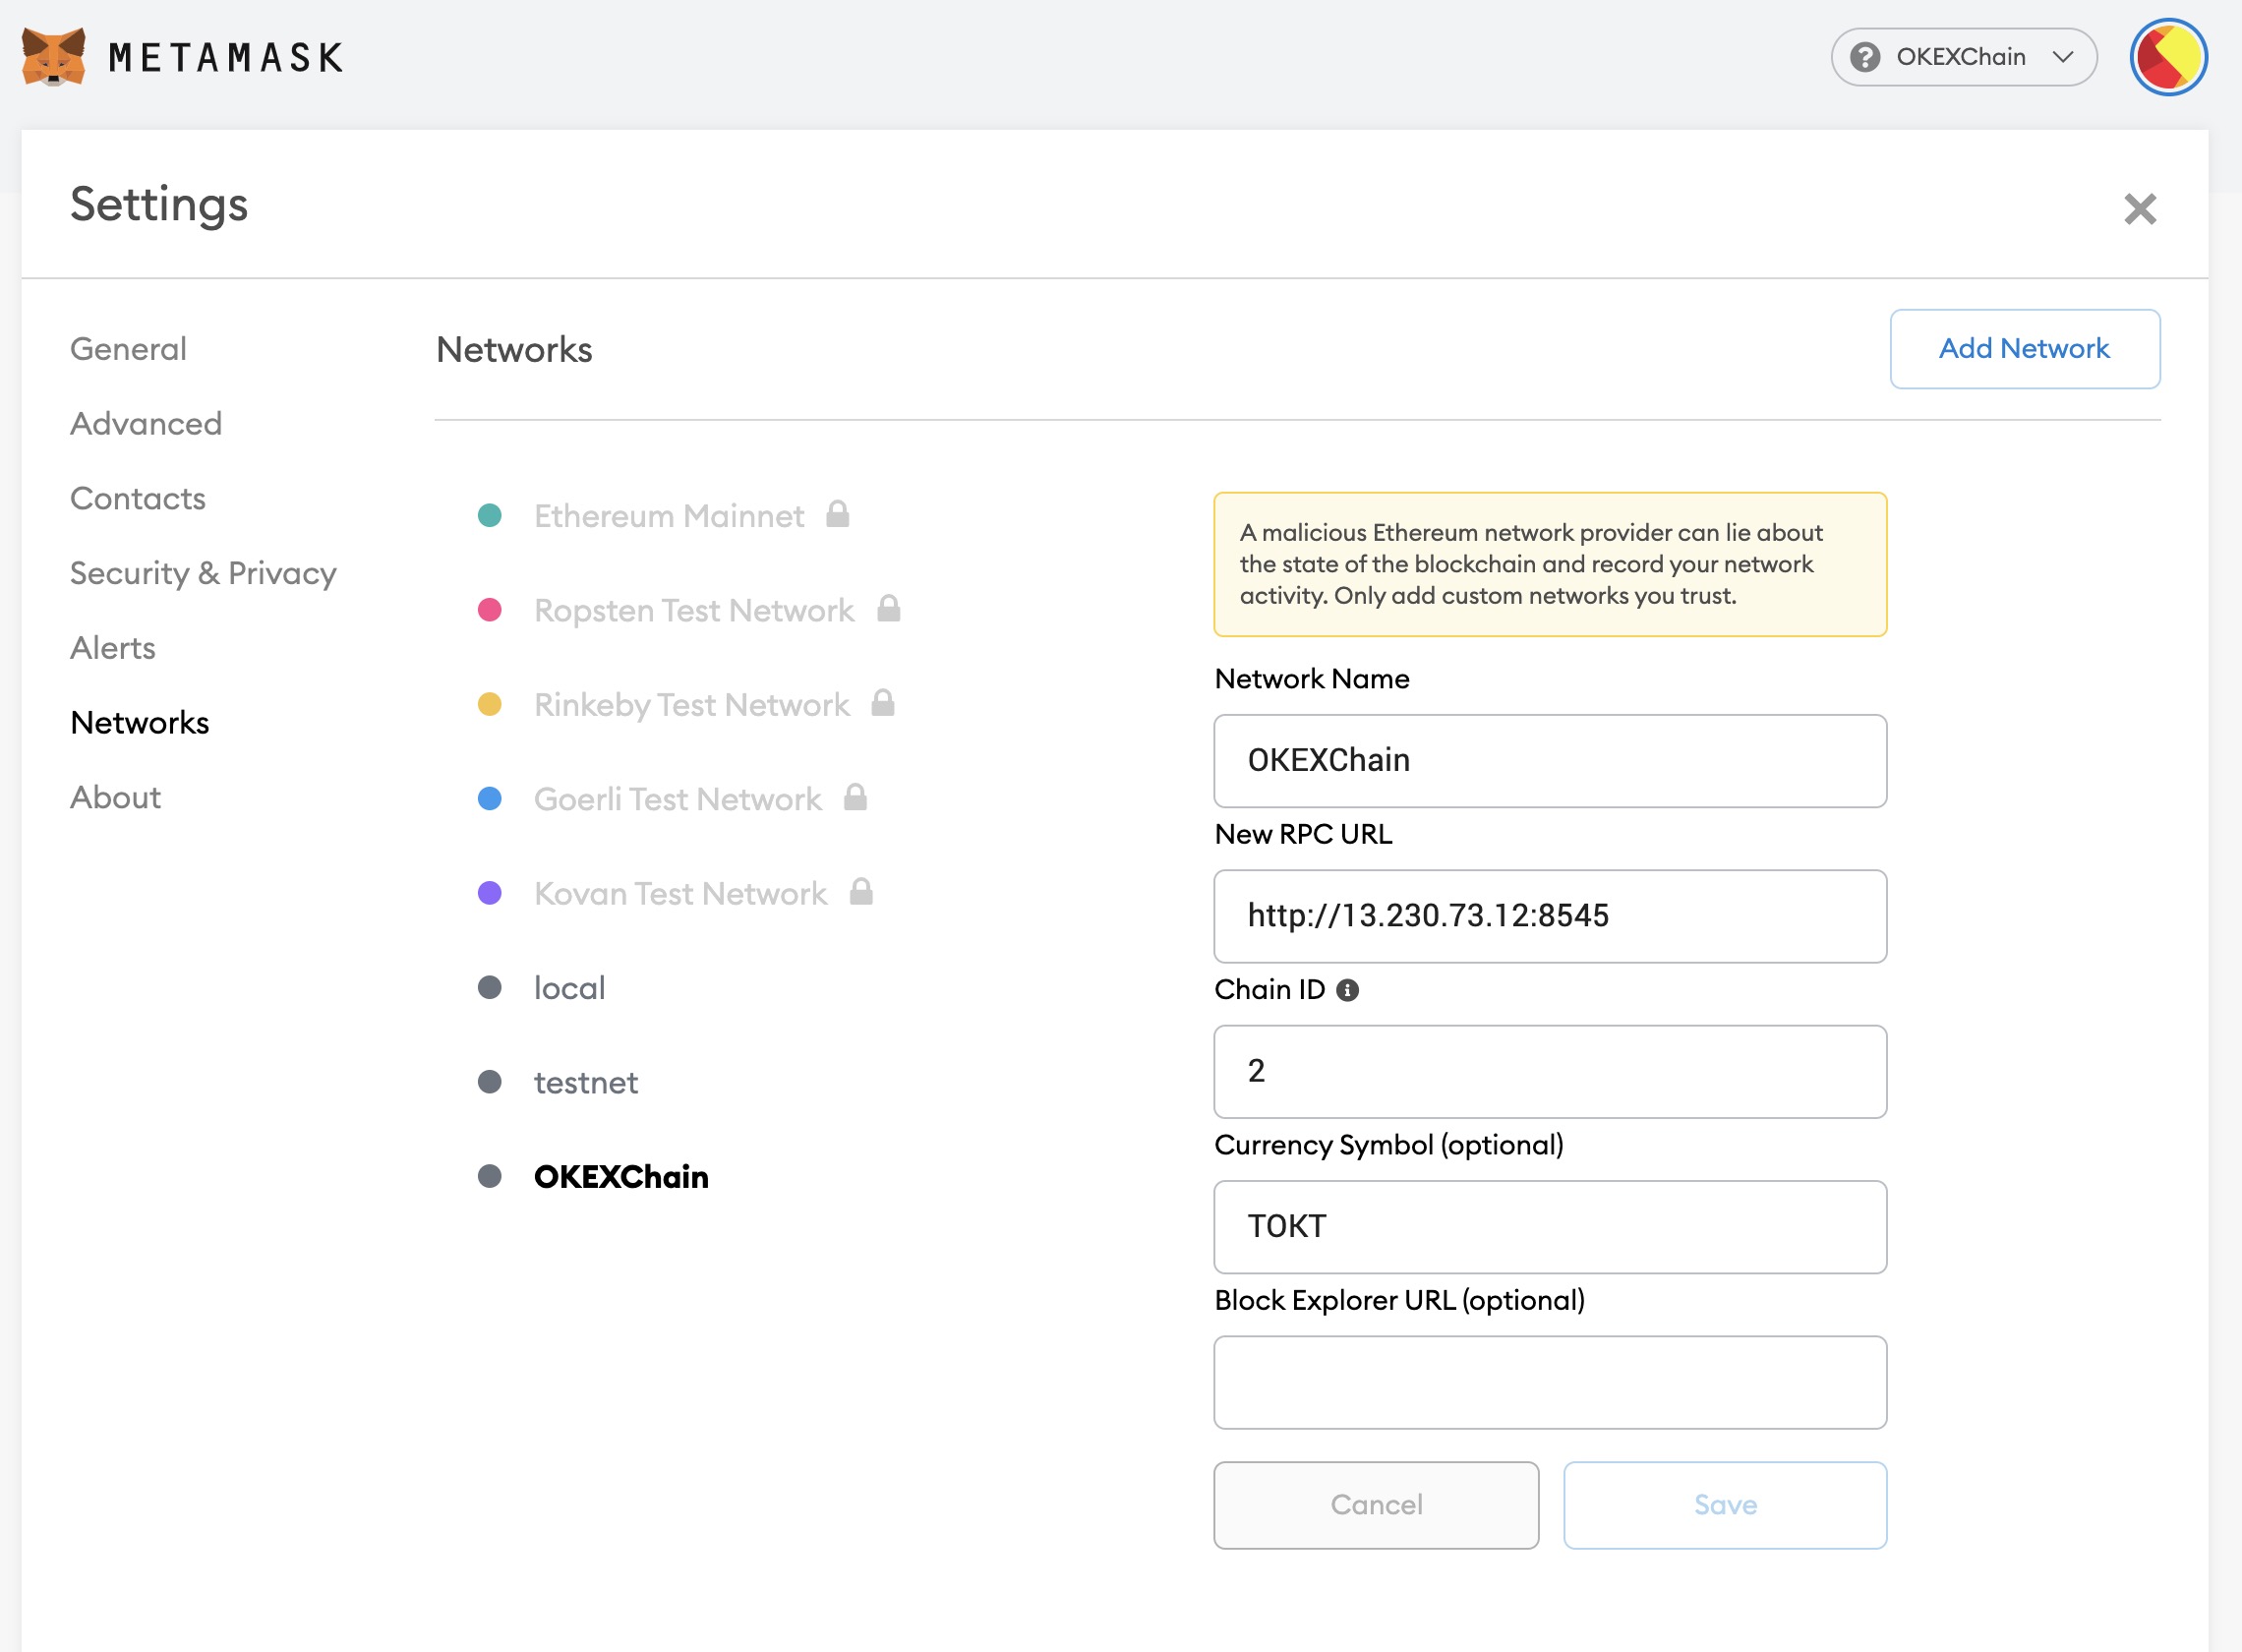 METAMASK
OKEXChain
Settings
General
Advanced
Contacts
Security & Privacy
Alerts
Networks
About
Networks
Add Network
Ethereum Mainnet
Ropsten Test Network
Rinkeby Test Network
Goerli Test Network
Kovan Test Network
local
testnet
OKEXChain
A malicious Ethereum network provider can lie about
the state of the blockchain and record your network
activity. Only add custom networks you trust.
Network Name
OKEXChain
New RPC URL
http://13.230.73.12:8545
Chain ID
2
Currency Symbol (optional)
TOKT
Block Explorer URL (optional)
Cancel
Save